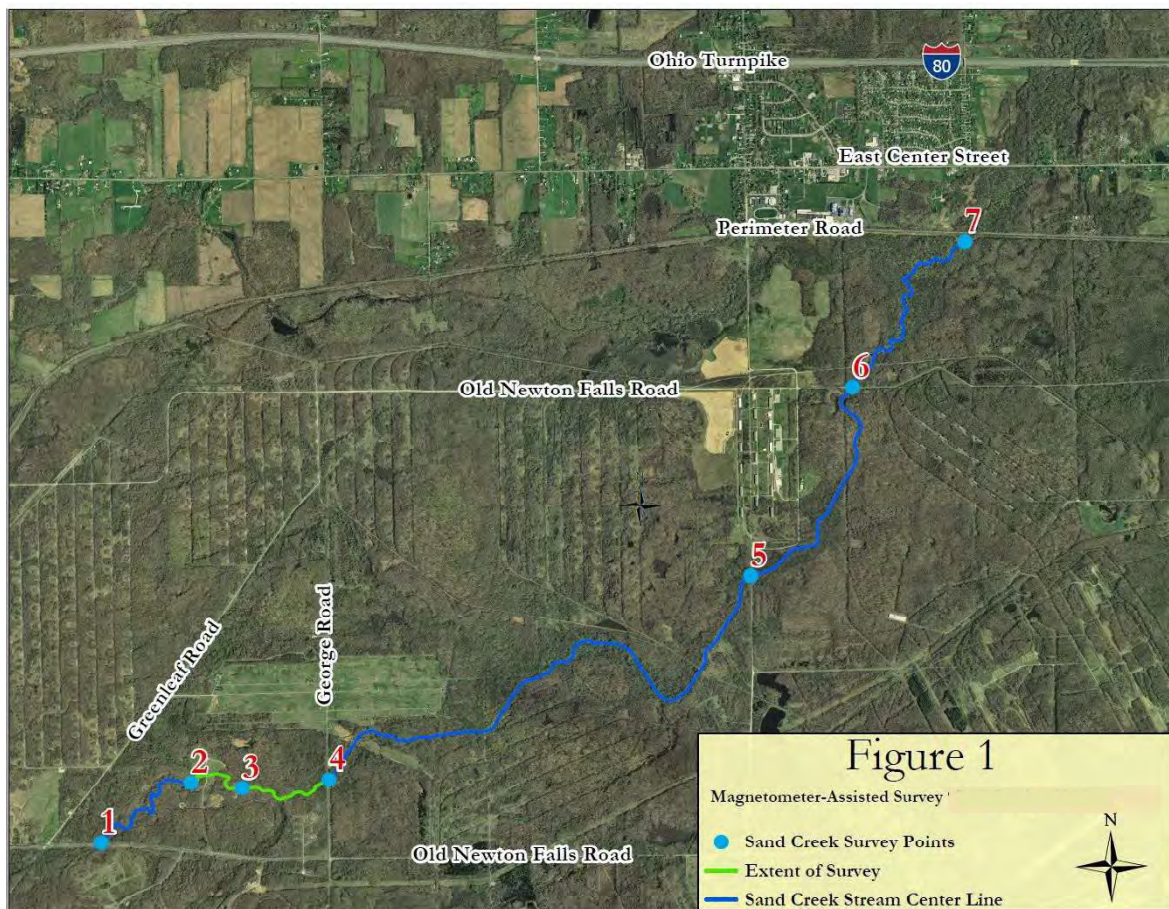 Ohio Turnpike
80
East Center Street
7
Perimeter Road
6
Old Newton Falls Road
5
Greenleaf Road
George Road
2
3
4
1
Old Newton Falls Road
Figure 1
Magnetometer-Assisted Survey
N
Sand Creek Survey Points
Extent of Survey
Sand Creek Stream Center Line